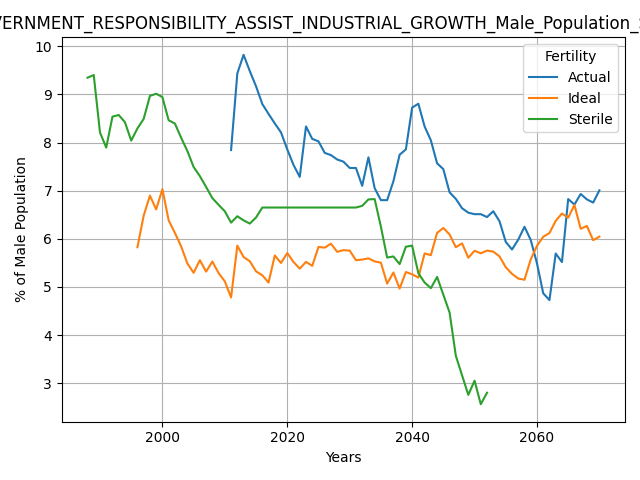 GOVERNMENT_RESPONSIBILITY_ASSIST_INDUSTRIAL_GROWTH_Male_Population_
10
9
8
7
6
5
4
3
% of Male Population
2000 2020 2040 2060
Years
Fertility
Actual
Ideal
Sterile